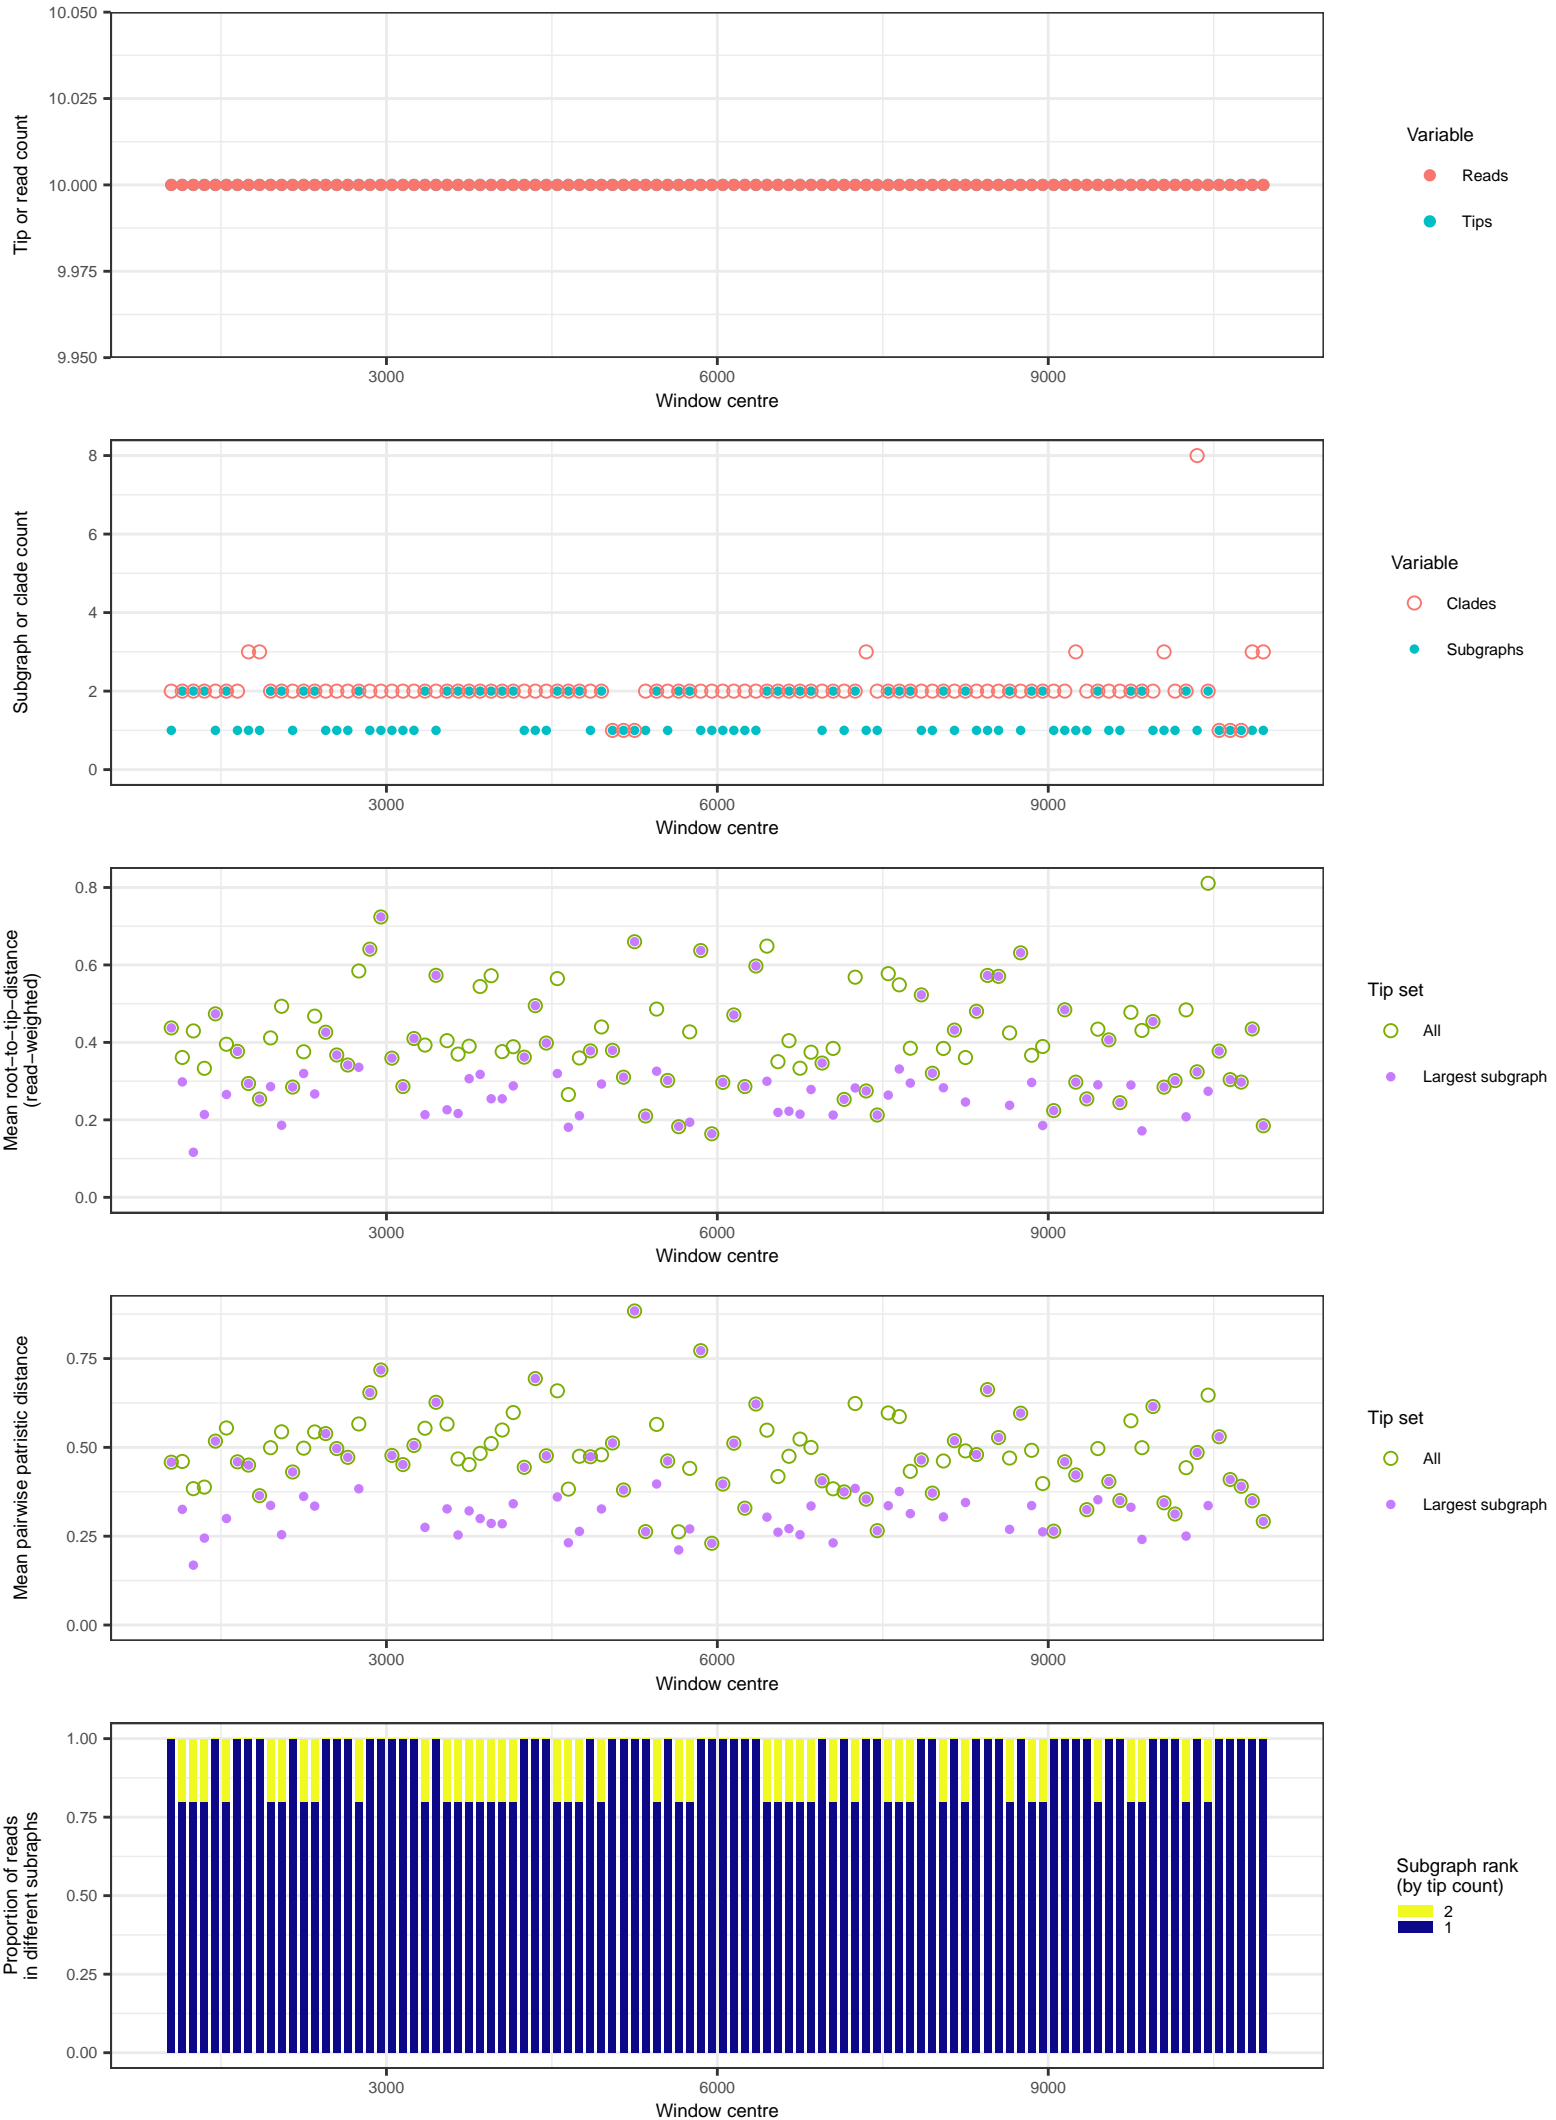 10.050
10.025
10.000
9.975
9.950
Tip or read count
3000
6000
9000
Window centre
Variable
Reads
Tips
8
6
4
2
0
Subgraph or clade count
3000
6000
9000
Window centre
Variable
Clades
Subgraphs
0.8
0.6
0.4
0.2
0.0
Mean root−to−tip−distance
(read−weighted)
3000
6000
9000
Window centre
Tip set
All
Largest subgraph
0.75
0.50
0.25
0.00
Mean pairwise patristic distance
3000
6000
9000
Window centre
Tip set
All
Largest subgraph
1.00
0.75
0.50
0.25
0.00
Proportion of reads
in different subraphs
3000
6000
9000
Window centre
Subgraph rank
(by tip count)
2
1